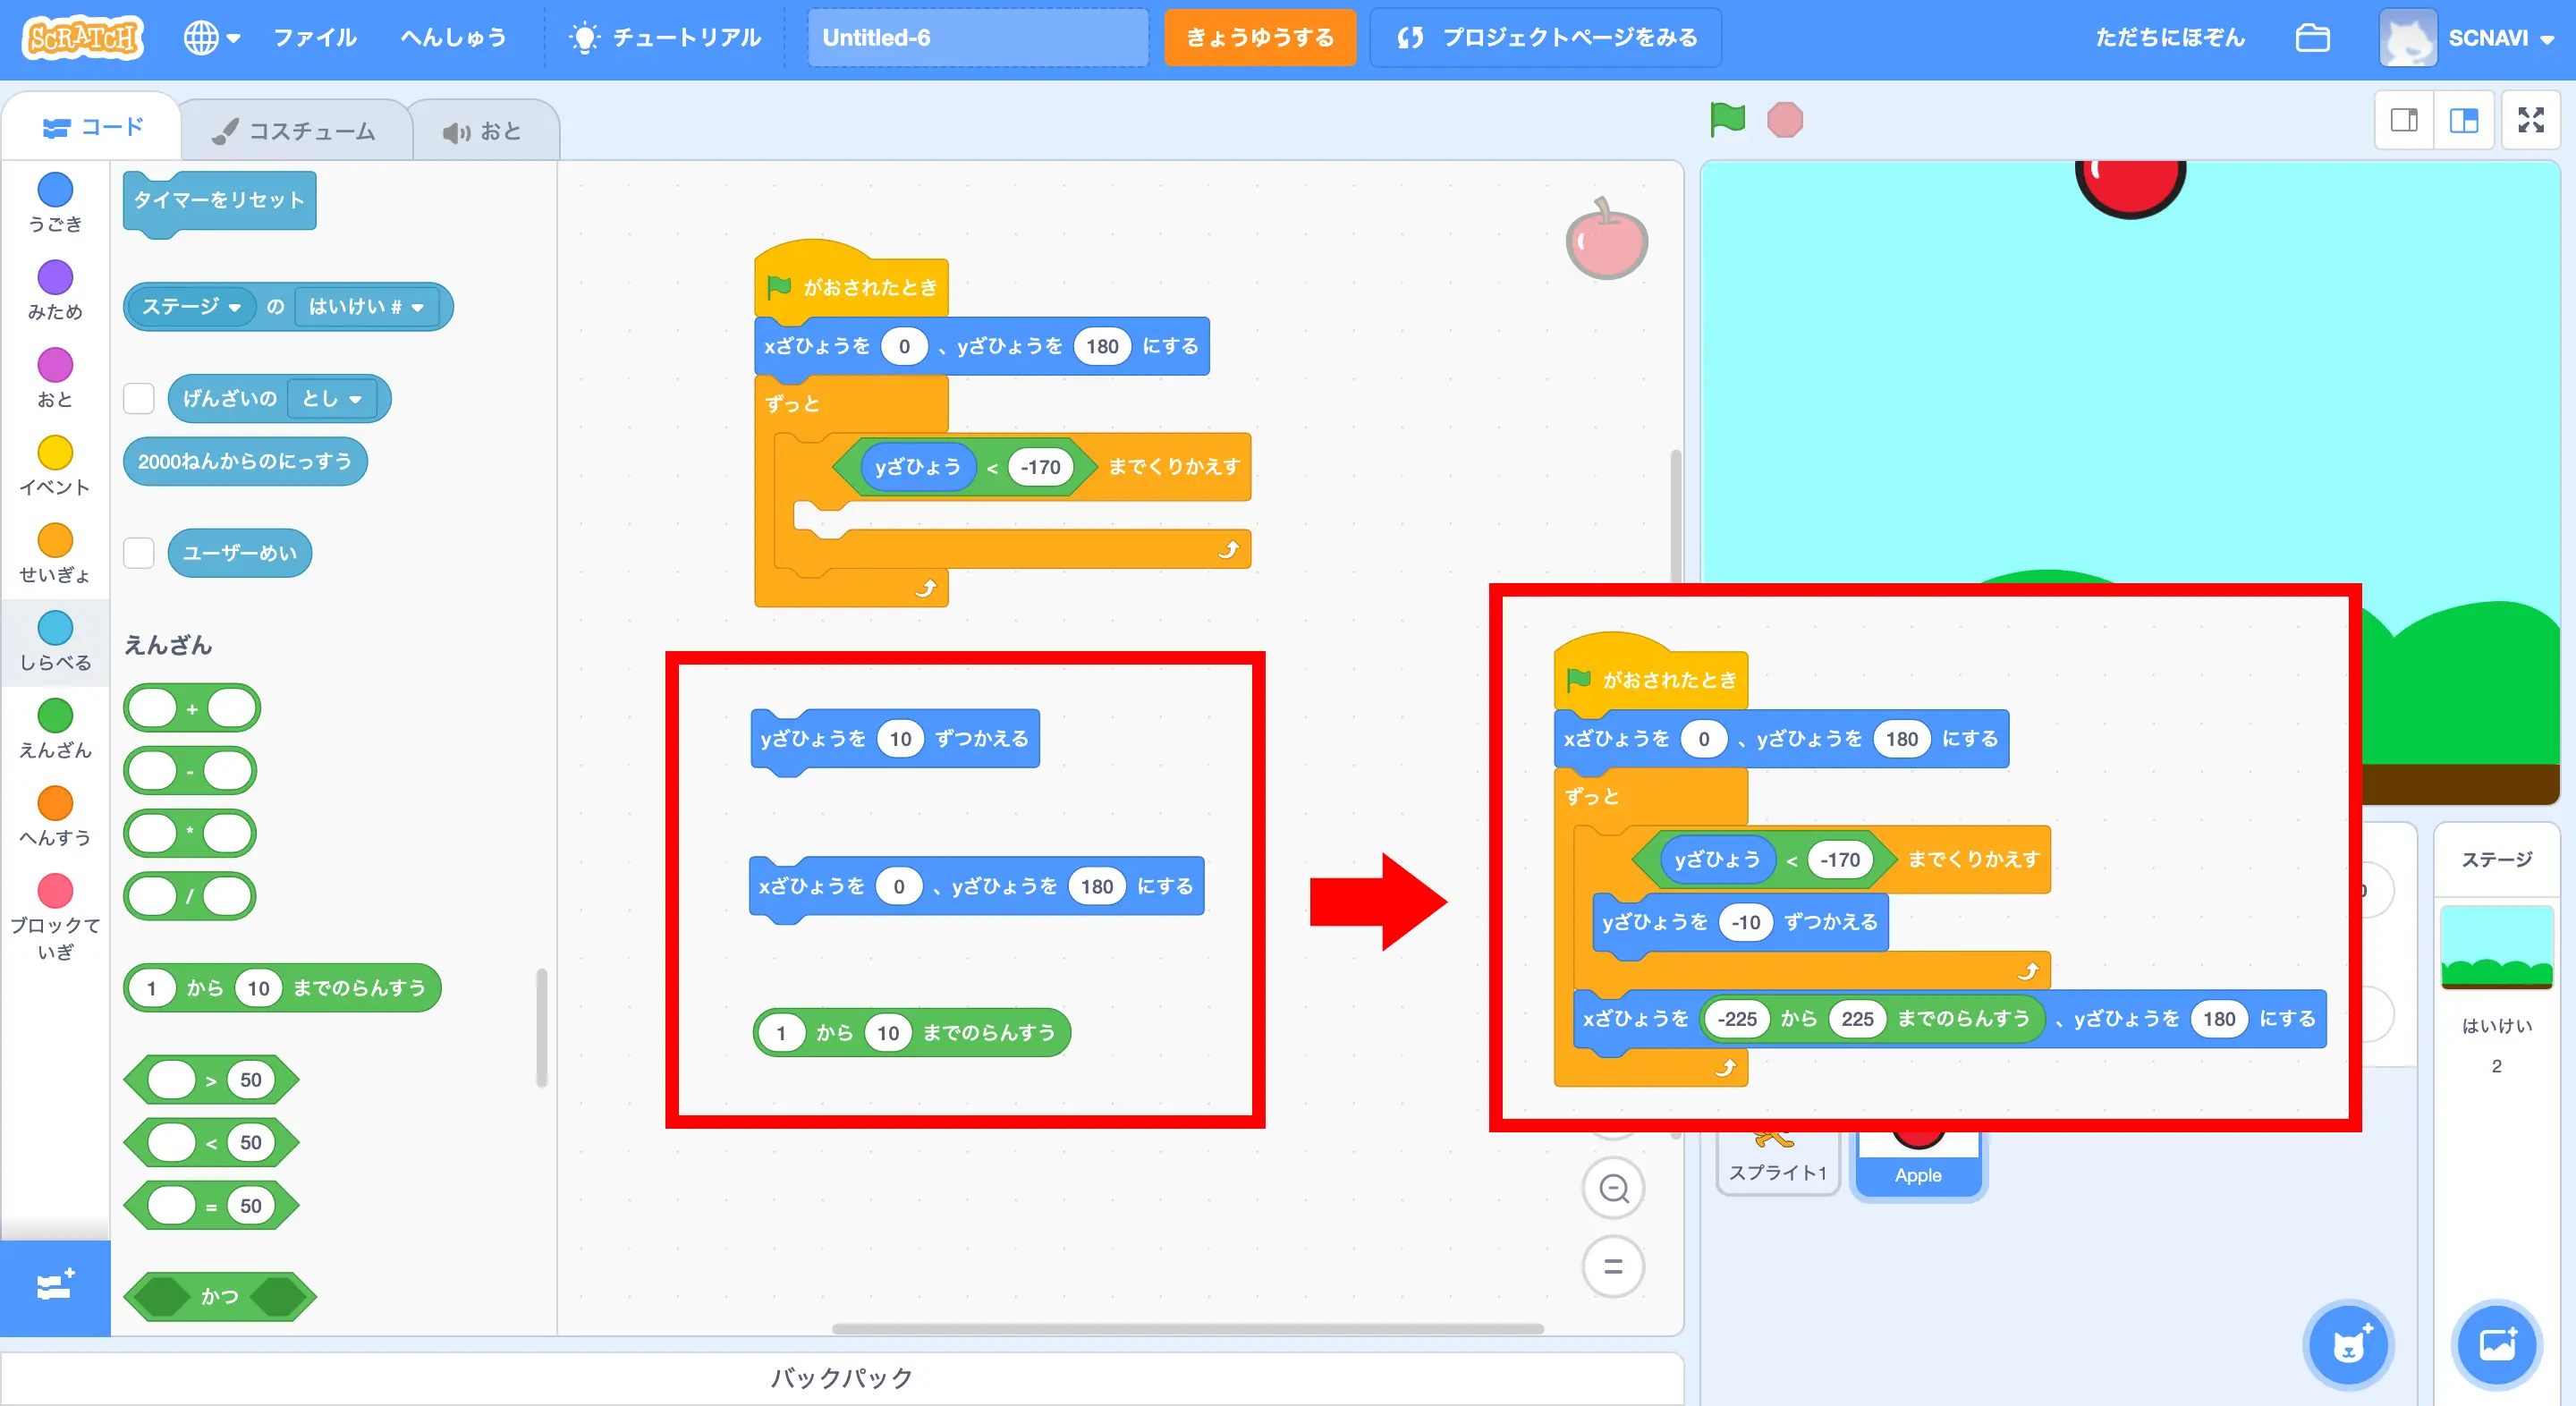 SCRATCH
ファイル
へんしゅう
チュートリアル
Untitled-6
きょうゆうする
プロジェクトページをみる
ただちにほぞん
SCNAVI
コード
コスチューム
おと
うごき
みため
おと
イベント
せいぎょ
しらべる
えんざん
へんすう
ブロックて
いぎ
タイマーをリセット
ステージ の はいけい #
げんざいの とし
2000ねんからのにっすう
ユーザーめい
えんざん
+
-
*
/
1 から 10 までのらんすう
> 50
< 50
= 50
かつ
がおされたとき
xざひょうを 0 、yざひょうを 180 にする
ずっと
yざひょう < -170 までくりかえす
yざひょうを 10 ずつかえる
xざひょうを 0 、yざひょうを 180 にする
1 から 10 までのらんすう
がおされたとき
xざひょうを 0 、yざひょうを 180 にする
ずっと
yざひょう < -170 までくりかえす
yざひょうを -10 ずつかえる
xざひょうを -225 から 225 までのらんすう 、yざひょうを 180 にする
スプライト1
Apple
ステージ
はいけい
2
バックパック